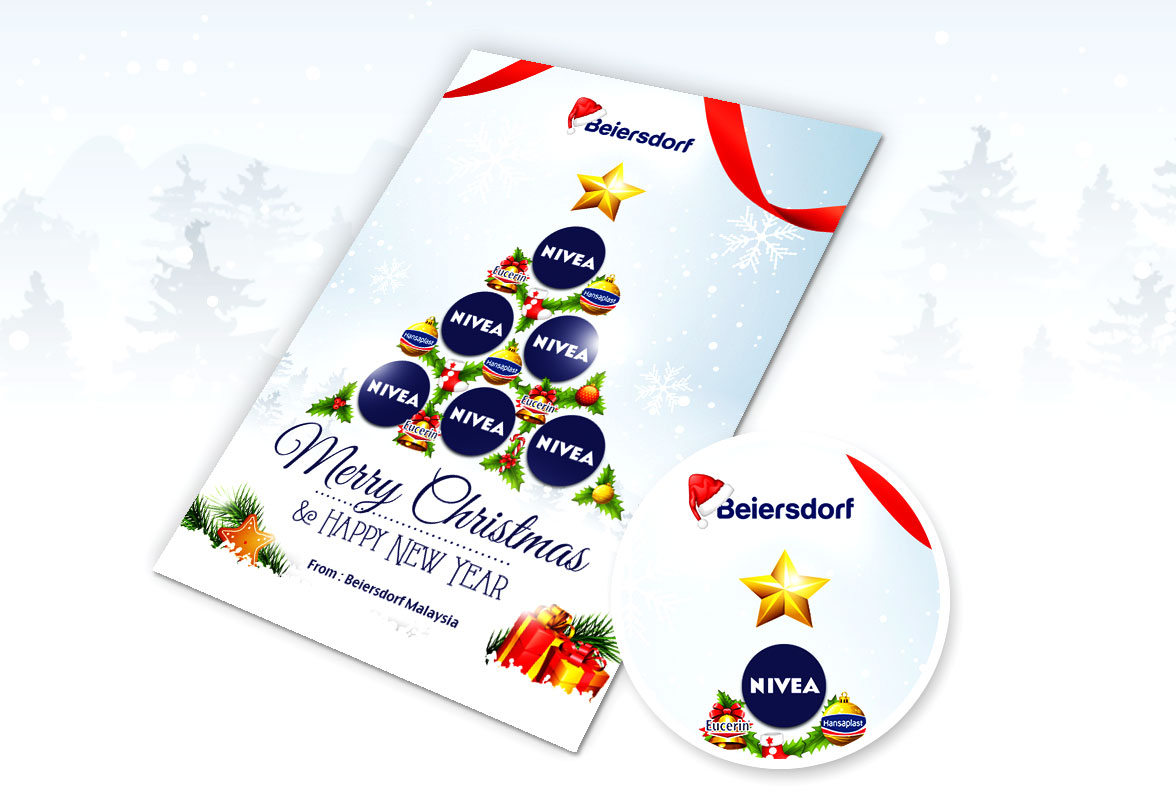 Beiersdorf
NIVEA
Eucerin
Hansaplast
NIVEA
NIVEA
Hansaplast
Hansaplast
NIVEA
Eucerin
NIVEA
Eucerin
NIVEA
Merry Christmas
& HAPPY NEW YEAR
From : Beiersdorf Malaysia
Beiersdorf
NIVEA
Eucerin
Hansaplast